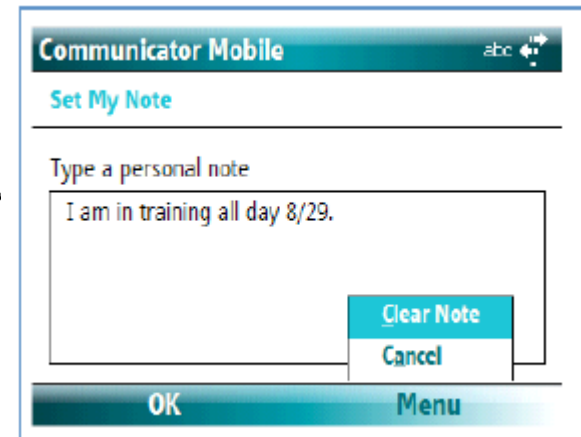 Communicator Mobile abc
Set My Note
Type a personal note
I am in training all day 8/29.
Clear Note
Cancel
OK Menu